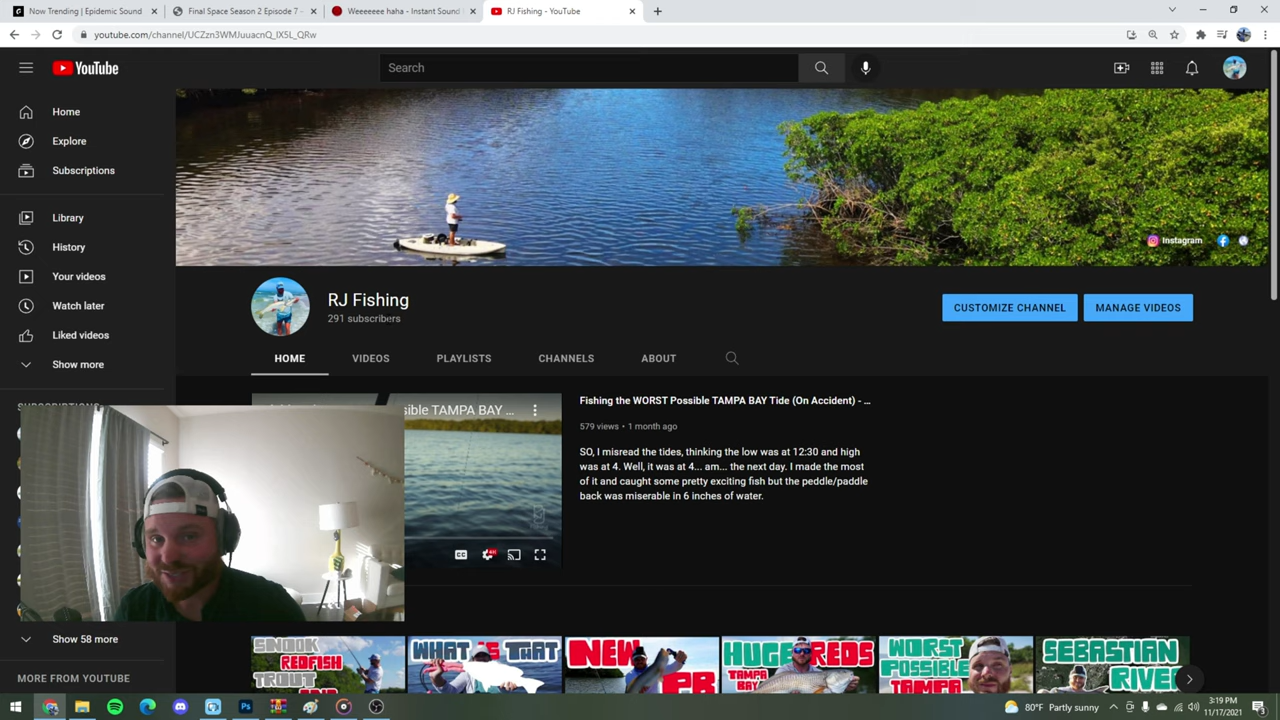 Now Trending | Epidemic Sound
Final Space Season 2 Episode 7 -
Weeeeeee haha - Instant Sound
RJ Fishing - YouTube
youtube.com/channel/UCZzn3WMJuuacnQ_lX5L_QRw
YouTube
Search
Home
Explore
Subscriptions
Library
History
Your videos
Watch later
Liked videos
Show more
SUBSCRIPTIONS
Show 58 more
MORE FROM YOUTUBE
Instagram
RJ Fishing
291 subscribers
CUSTOMIZE CHANNEL
MANAGE VIDEOS
HOME VIDEOS PLAYLISTS CHANNELS ABOUT
ssible TAMPA BAY ...
CC
Fishing the WORST Possible TAMPA BAY Tide (On Accident) - ...
579 views • 1 month ago
SO, I misread the tides, thinking the low was at 12:30 and high
was at 4. Well, it was at 4... am... the next day. I made the most
of it and caught some pretty exciting fish but the peddle/paddle
back was miserable in 6 inches of water.
SNOOK
REDFISH
TROUT
WHAT IS THAT
NEW
PB
HUGE REDS
TAMPA
BAY
WORST
POSSIBLE
TAMPA
SEBASTIAN
RIVER
80°F Partly sunny
3:19 PM
11/17/2021
3